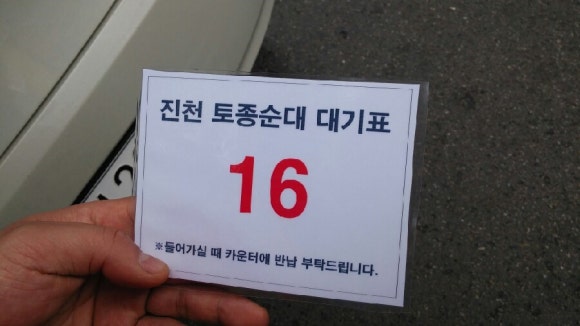 진천 토종순대 대기표
16
※들어가실 때 카운터에 반납 부탁드립니다.